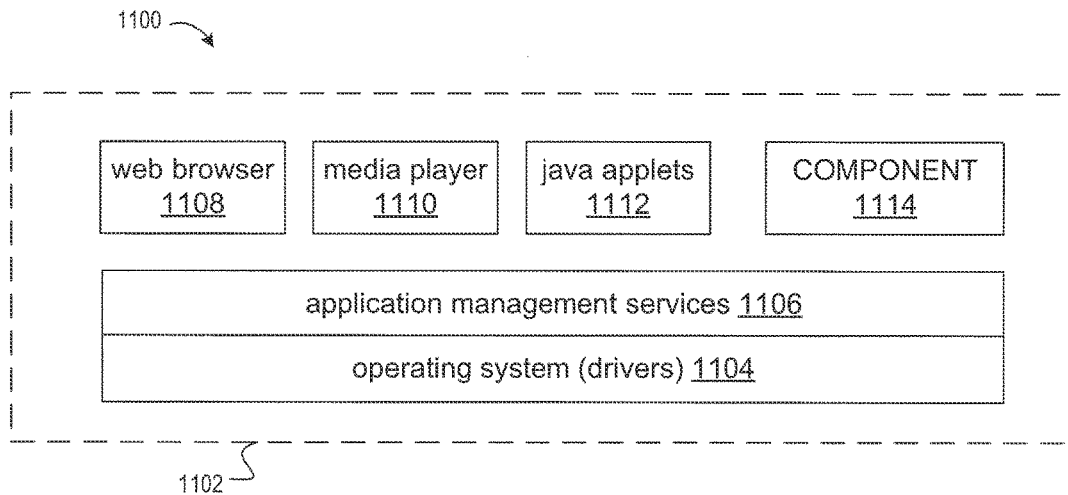 1100
web browser
1108
media player
1110
java applets
1112
COMPONENT
1114
application management services 1106
operating system (drivers) 1104
1102